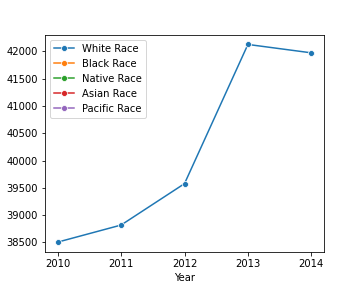 42000
41500
41000
40500
40000
39500
39000
38500
White Race
Black Race
Native Race
Asian Race
Pacific Race
2010 2011 2012 2013 2014
Year